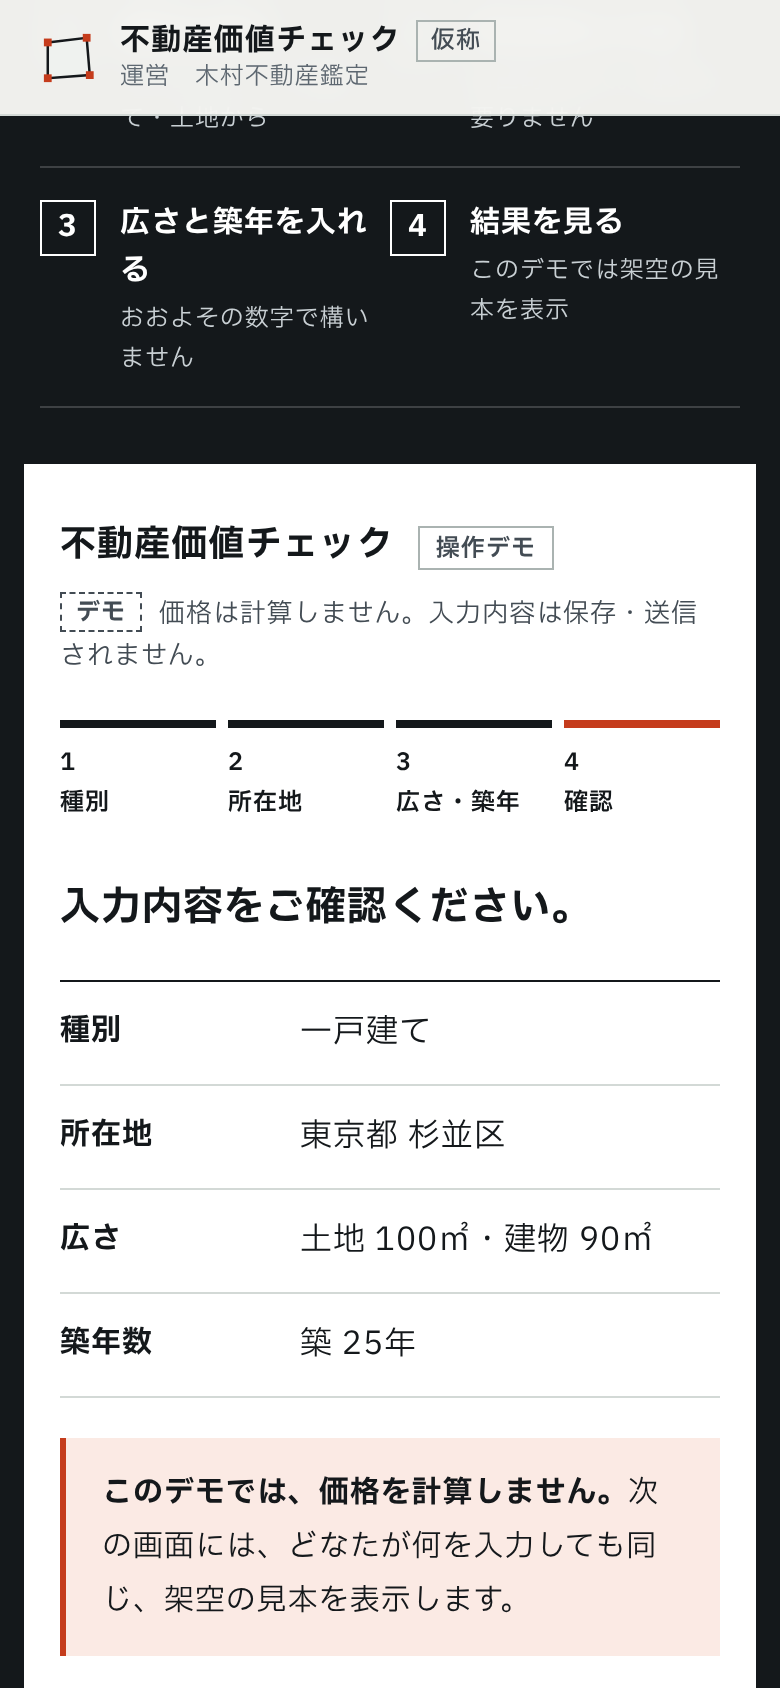 不動産価値チェック 仮称
運営　木村不動産鑑定
て・土地から
要りません
3 広さと築年を入れ
る
おおよその数字で構い
ません
4 結果を見る
このデモでは架空の見
本を表示
不動産価値チェック 操作デモ
デモ 価格は計算しません。入力内容は保存・送信
されません。
1
種別
2
所在地
3
広さ・築年
4
確認
入力内容をご確認ください。
種別 一戸建て
所在地 東京都 杉並区
広さ 土地 100㎡・建物 90㎡
築年数 築 25年
このデモでは、価格を計算しません。次
の画面には、どなたが何を入力しても同
じ、架空の見本を表示します。